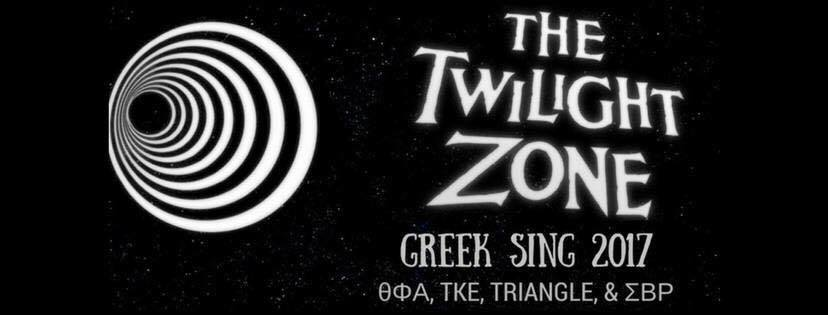 THE
TWILIGHT
ZONE
GREEK SING 2017
θΦΑ, TKE, TRIANGLE, & ΣΒΡ